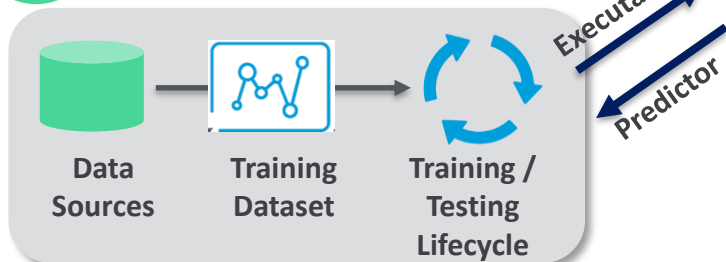 Predictor
Data
Sources
Training
Dataset
Training /
Testing
Lifecycle